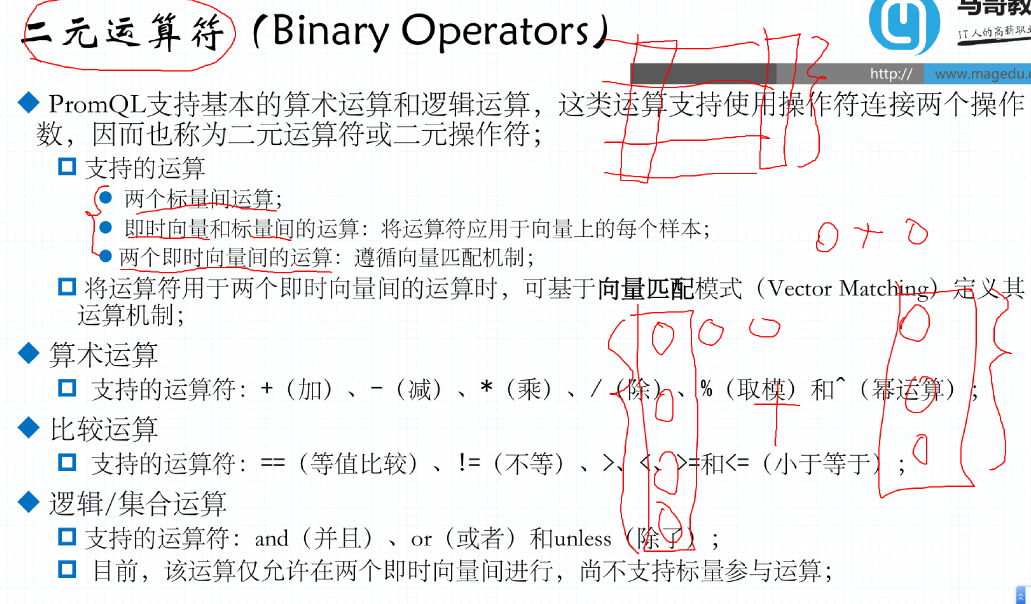 二元运算符（Binary Operators）
马哥教
IT人的高薪职业
http:// www.magedu.c
PromQL支持基本的算术运算和逻辑运算，这类运算支持使用操作符连接两个操作
数，因而也称为二元运算符或二元操作符；
支持的运算
两个标量间运算；
即时向量和标量间的运算：将运算符应用于向量上的每个样本；
两个即时向量间的运算：遵循向量匹配机制；
将运算符用于两个即时向量间的运算时，可基于向量匹配模式（Vector Matching）定义其
运算机制；
算术运算
支持的运算符：+（加）、-（减）、*（乘）、/（除）、%（取模）和^（幂运算）；
比较运算
支持的运算符：==（等值比较）、!=（不等）、>、<、>=和<=（小于等于）；
逻辑/集合运算
支持的运算符：and（并且）、or（或者）和unless（除了）；
目前，该运算仅允许在两个即时向量间进行，尚不支持标量参与运算；